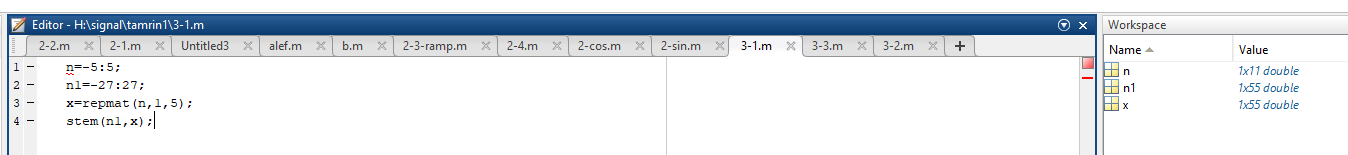 Editor - H:\signal\tamrin1\3-1.m
2-2.m 2-1.m Untitled3 alef.m b.m 2-3-ramp.m 2-4.m 2-cos.m 2-sin.m 3-1.m 3-3.m 3-2.m +
1 - n=-5:5;
2 - n1=-27:27;
3 - x=repmat(n,1,5);
4 - stem(n1,x);
Workspace
Name Value
n 1x11 double
n1 1x55 double
x 1x55 double